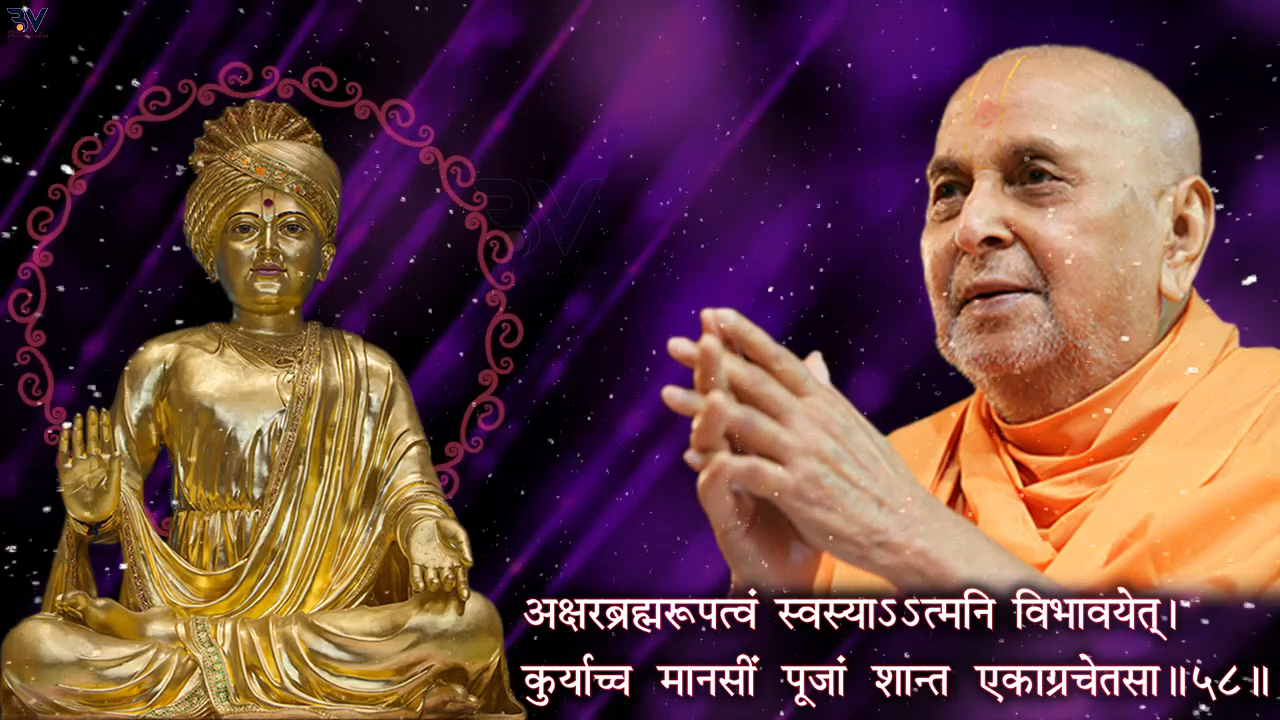 अक्षरब्रह्मरूपत्वं स्वस्याऽऽत्मनि विभावयेत्।
कुर्याच्च मानसीं पूजां शान्त एकाग्रचेतसा॥५८॥